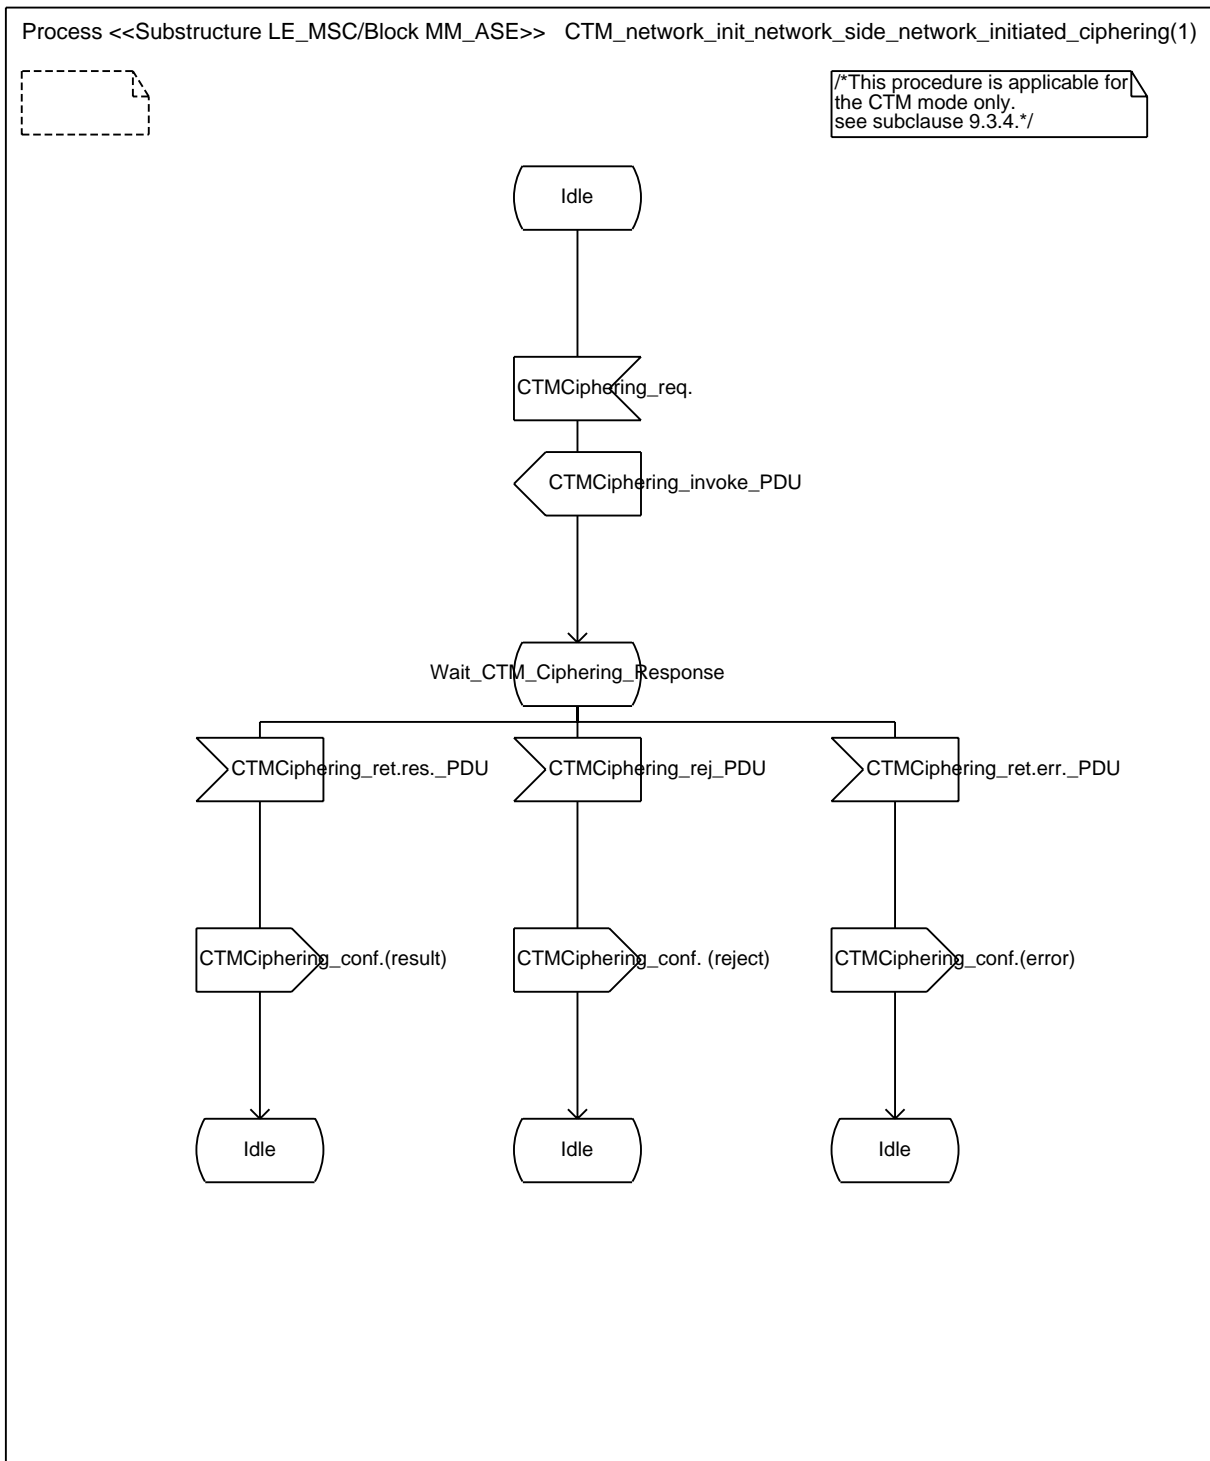 Process <<Substructure LE_MSC/Block MM_ASE>> CTM_network_init_network_side_network_initiated_ciphering(1)
/*This procedure is applicable for
the CTM mode only.
see subclause 9.3.4.*/
Idle
CTMCiphering_req.
CTMCiphering_invoke_PDU
Wait_CTM_Ciphering_Response
CTMCiphering_ret.res._PDU
CTMCiphering_rej_PDU
CTMCiphering_ret.err._PDU
CTMCiphering_conf.(result)
CTMCiphering_conf. (reject)
CTMCiphering_conf.(error)
Idle
Idle
Idle